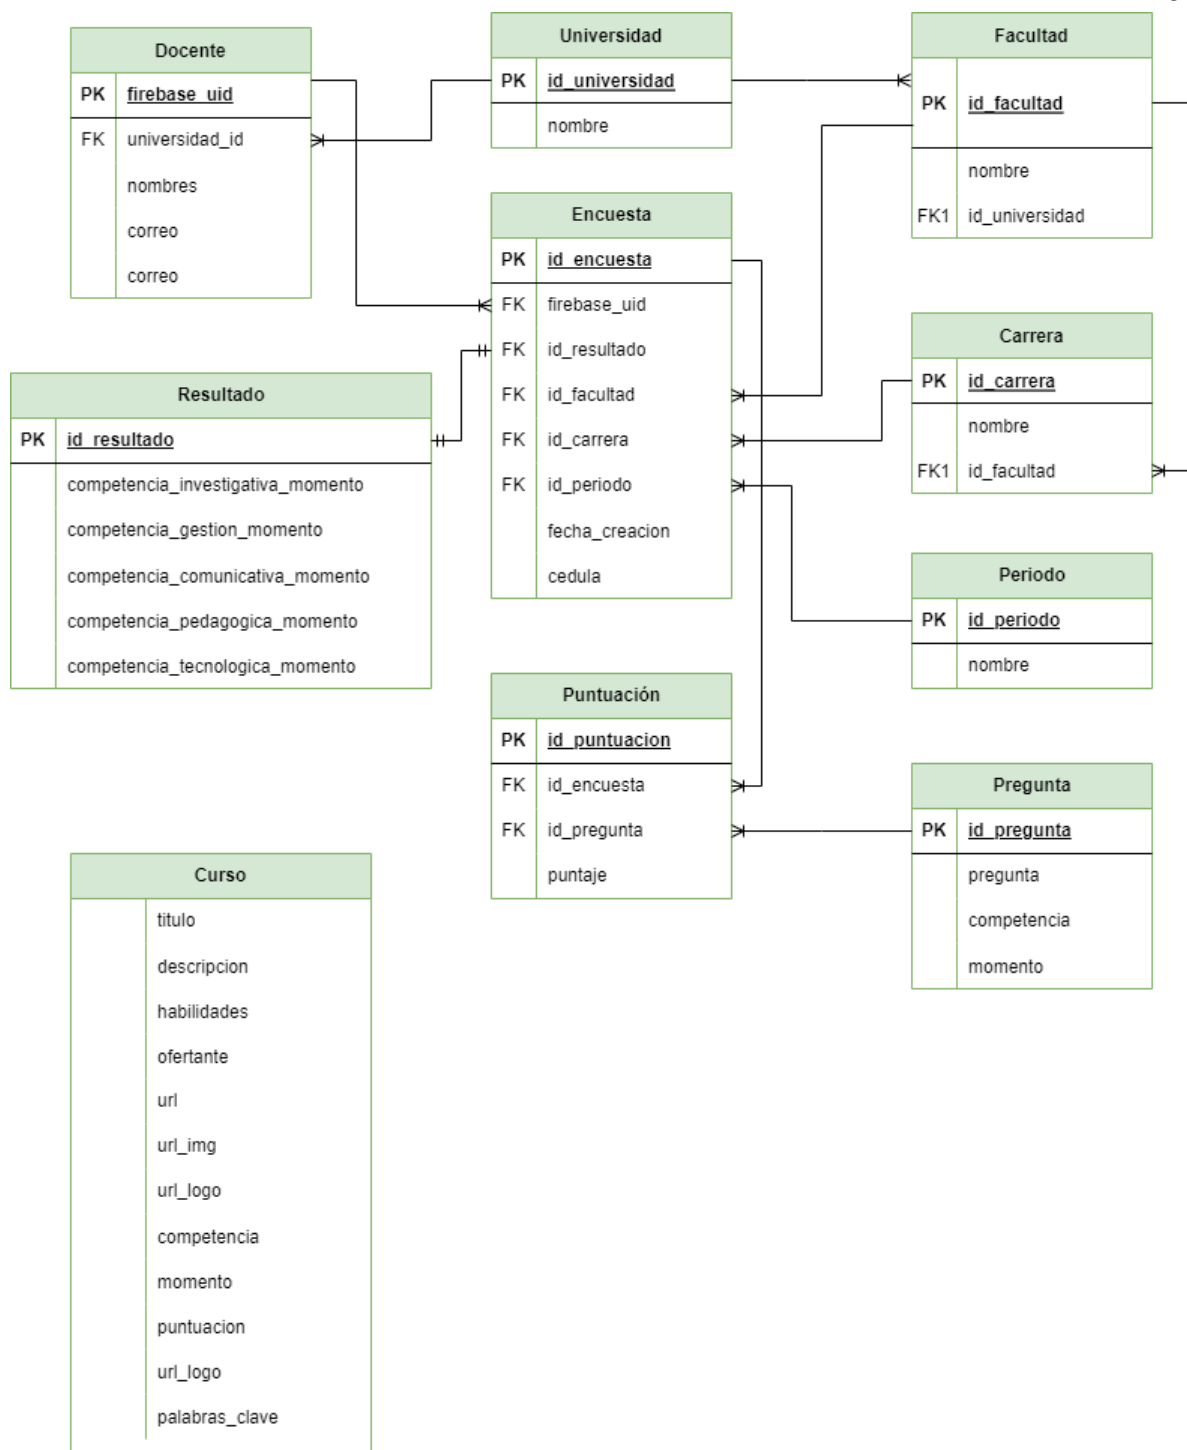 Docente
PK firebase_uid
FK universidad_id
nombres
correo
correo
Universidad
PK id_universidad
nombre
Facultad
PK id_facultad
nombre
FK1 id_universidad
Encuesta
PK id_encuesta
FK firebase_uid
FK id_resultado
FK id_facultad
FK id_carrera
FK id_periodo
fecha_creacion
cedula
Carrera
PK id_carrera
nombre
FK1 id_facultad
Resultado
PK id_resultado
competencia_investigativa_momento
competencia_gestion_momento
competencia_comunicativa_momento
competencia_pedagogica_momento
competencia_tecnologica_momento
Periodo
PK id_periodo
nombre
Puntuación
PK id_puntuacion
FK id_encuesta
FK id_pregunta
puntaje
Pregunta
PK id_pregunta
pregunta
competencia
momento
Curso
titulo
descripcion
habilidades
ofertante
url
url_img
url_logo
competencia
momento
puntuacion
url_logo
palabras_clave